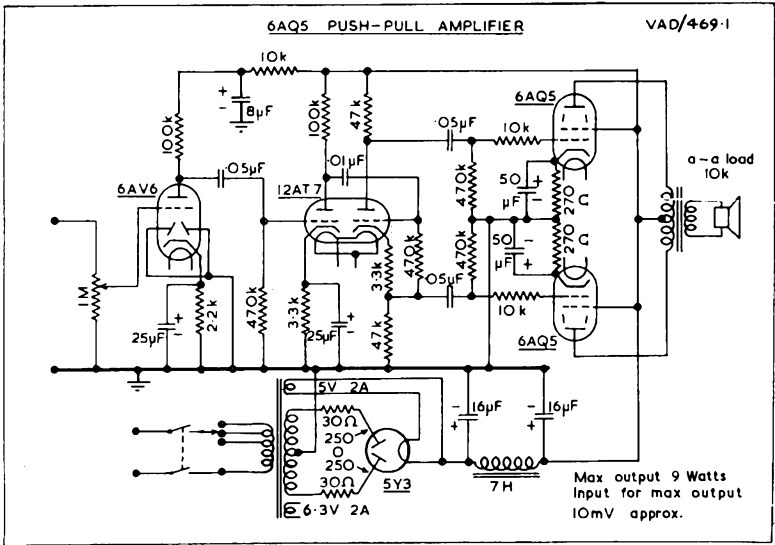 6AQ5 PUSH-PULL AMPLIFIER
VAD/469·1
10k
+
-
8µF
100k
100k
47k
6AQ5
·05µF
10k
·05µF
·01µF
6AV6
12AT7
470k
50
µF
+
-
270
Ω
a-a load
10k
1M
25µF
+
-
2.2k
470k
3.3k
25µF
+
-
3.3k
470k
47k
470k
·05µF
50
µF
-
+
270
Ω
10k
6AQ5
5V 2A
30Ω
250
0
250
30Ω
5Y3
6·3V 2A
-
+
16µF
-
+
16µF
7H
Max output 9 Watts
Input for max output
10mV approx.